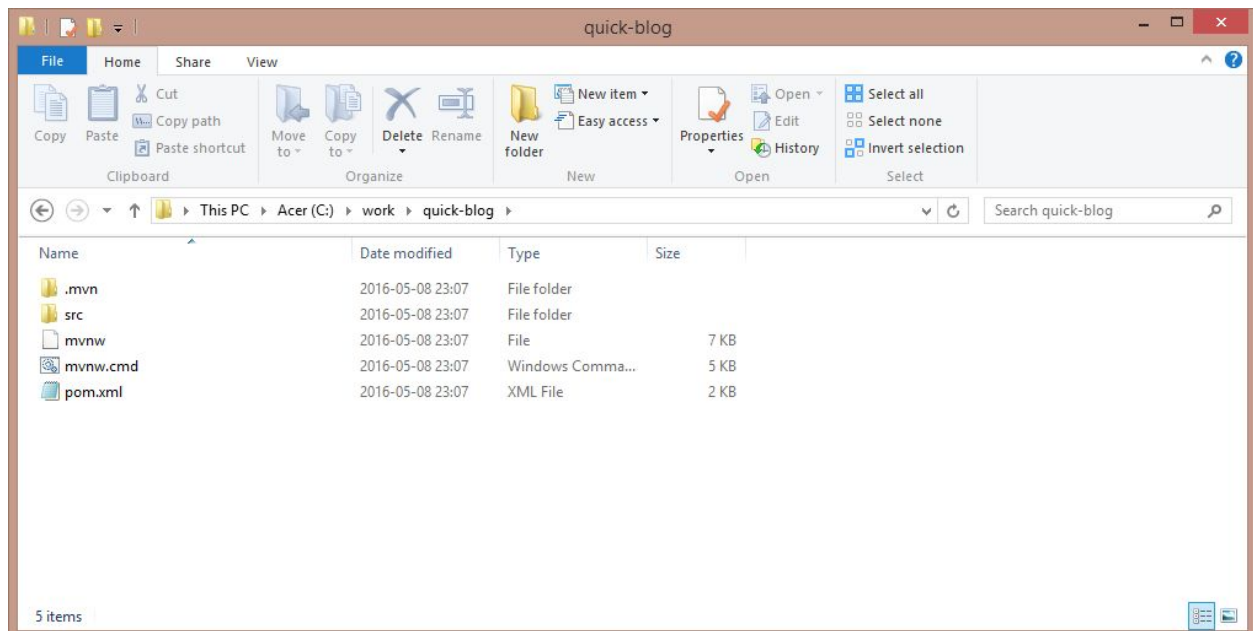 quick-blog
File Home Share View
Copy
Paste
Cut
Copy path
Paste shortcut
Clipboard
Move to
Copy to
Delete
Rename
Organize
New folder
New item
Easy access
New
Properties
Open
Edit
History
Open
Select all
Select none
Invert selection
Select
This PC Acer (C:) work quick-blog
Search quick-blog
Name Date modified Type Size
.mvn 2016-05-08 23:07 File folder
src 2016-05-08 23:07 File folder
mvnw 2016-05-08 23:07 File 7 KB
mvnw.cmd 2016-05-08 23:07 Windows Comma... 5 KB
pom.xml 2016-05-08 23:07 XML File 2 KB
5 items